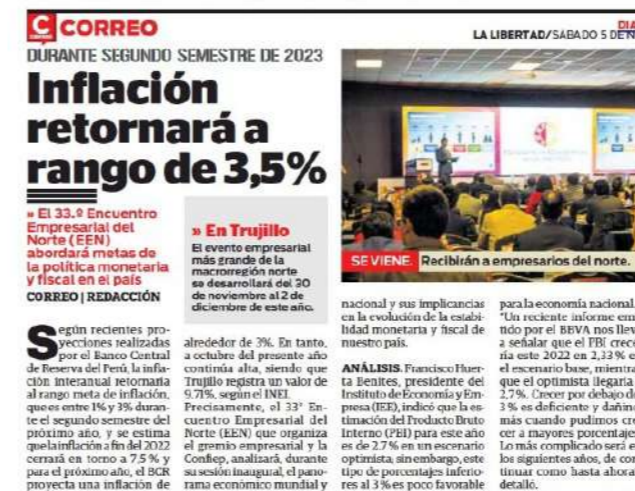 C CORREO
LA LIBERTAD/SÁBADO 5 DE N
DURANTE SEGUNDO SEMESTRE DE 2023
Inflación
retornará a
rango de 3,5%
» El 33.º Encuentro
Empresarial del
Norte (EEN)
abordará metas de
la política monetaria
y fiscal en el país
CORREO | REDACCIÓN
» En Trujillo
El evento empresarial
más grande de la
macrorregión norte
se desarrollará del 30
de noviembre al 2 de
diciembre de este año.
SE VIENE. Recibirán a empresarios del norte.
Según recientes pro-
yecciones realizadas
por el Banco Central
de Reserva del Perú, la infla-
ción interanual retornaría
al rango meta de inflación,
que es entre 1% y 3% duran-
te el segundo semestre del
próximo año, y se estima
que la inflación a fin del 2022
cerrará en torno a 7,5 % y
para el próximo año, el BCR
proyecta una inflación de
alrededor de 3%. En tanto,
a octubre del presente año
continúa alta, siendo que
Trujillo registra un valor de
9.71%, según el INEI.
Precisamente, el 33° En-
cuentro Empresarial del
Norte (EEN) que organiza
el gremio empresarial y la
Confiep, analizará, durante
su sesión inaugural, el pano-
rama económico mundial y
nacional y sus implicancias
en la evolución de la estabi-
lidad monetaria y fiscal de
nuestro país.
ANÁLISIS. Francisco Huer-
ta Benites, presidente del
Instituto de Economía y Em-
presa (IEE), indicó que la es-
timación del Producto Bruto
Interno (PBI) para este año
es de 2.7 % en un escenario
optimista; sin embargo, este
tipo de porcentajes inferio-
res al 3% es poco favorable
para la economía nacional.
"Un reciente informe em
tido por el BBVA nos llev
a señalar que el PBI crece
ría este 2022 en 2,33 % e
el escenario base, mientra
que el optimista llegaría
2,7%. Crecer por debajo de
3 % es deficiente y dañino
más cuando pudimos cre
cer a mayores porcentajes
Lo más complicado será e
los siguientes años, de con
tinuar como hasta ahora
detalló.